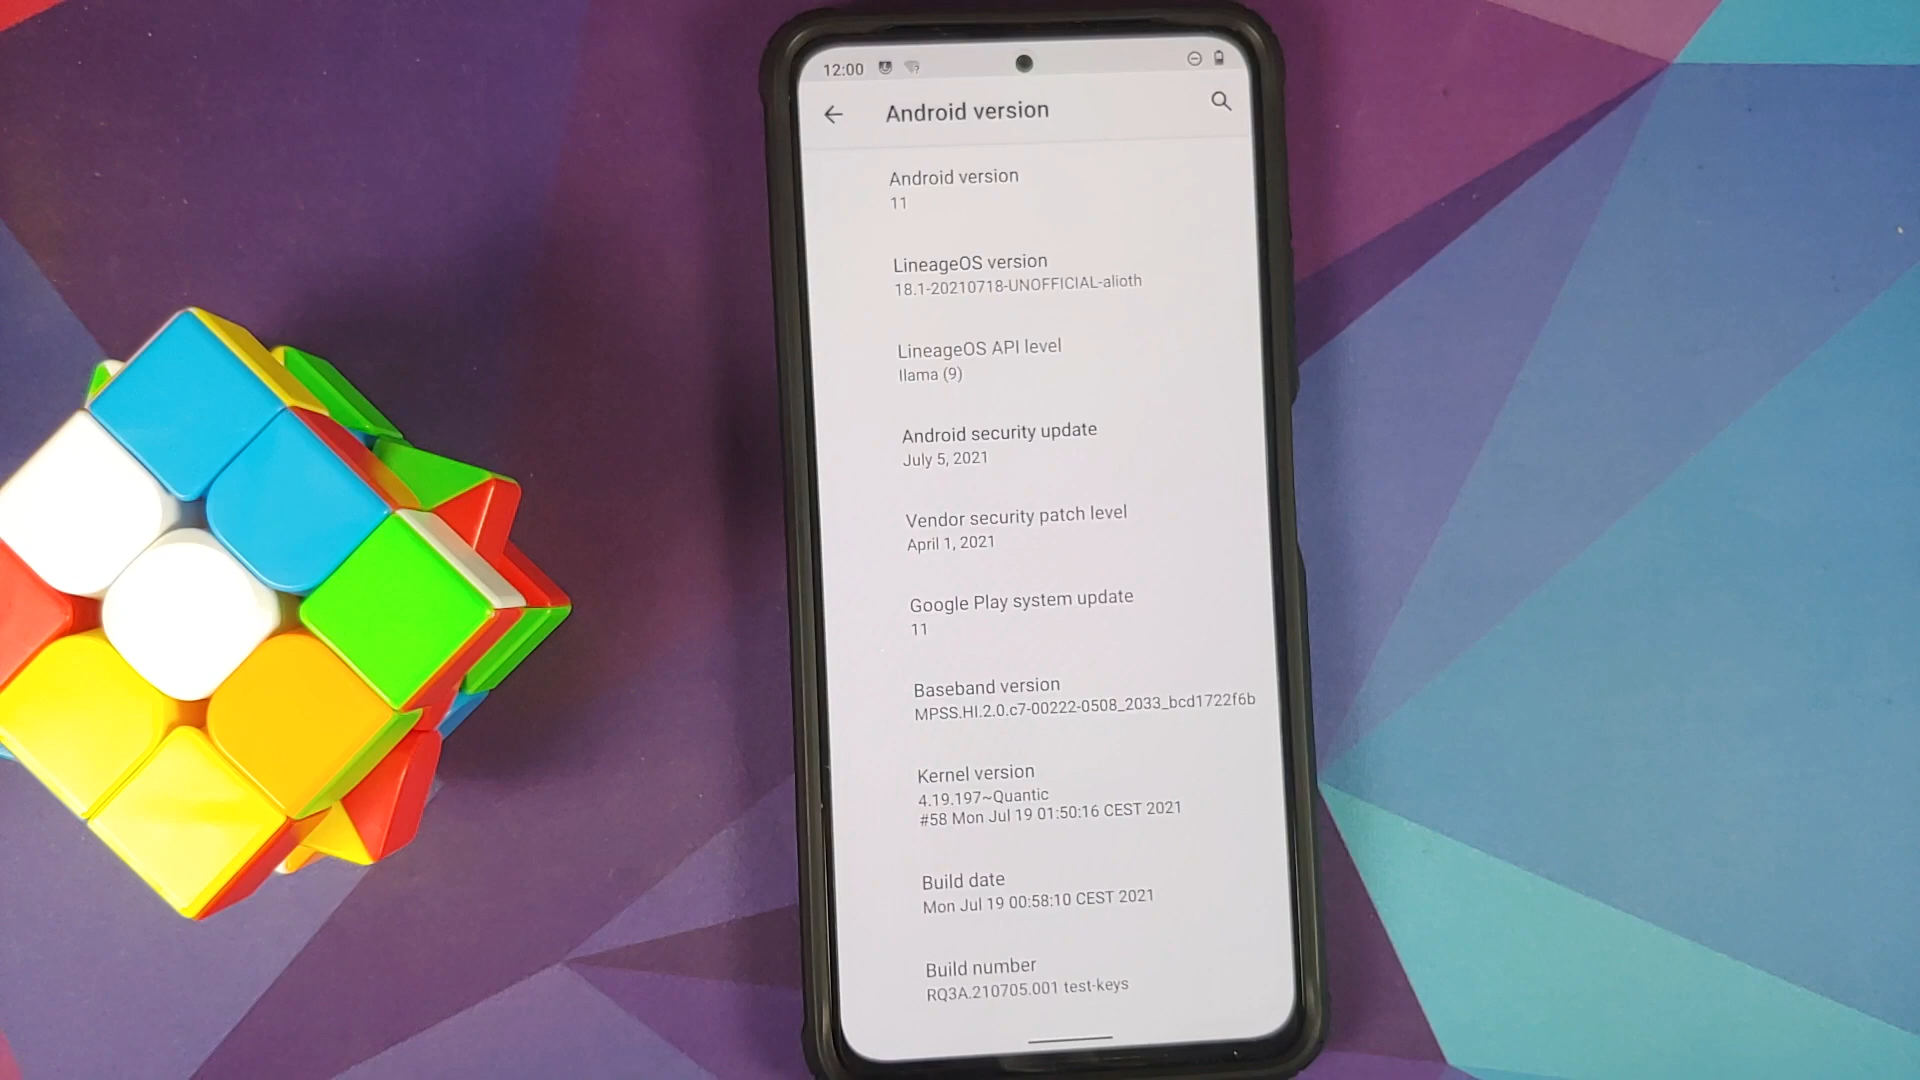 12:00
Android version
Android version
11
LineageOS version
18.1-20210718-UNOFFICIAL-alioth
LineageOS API level
llama (9)
Android security update
July 5, 2021
Vendor security patch level
April 1, 2021
Google Play system update
11
Baseband version
MPSS.HI.2.0.c7-00222-0508_2033_bcd1722f6b
Kernel version
4.19.197~Quantic
#58 Mon Jul 19 01:50:16 CEST 2021
Build date
Mon Jul 19 00:58:10 CEST 2021
Build number
RQ3A.210705.001 test-keys